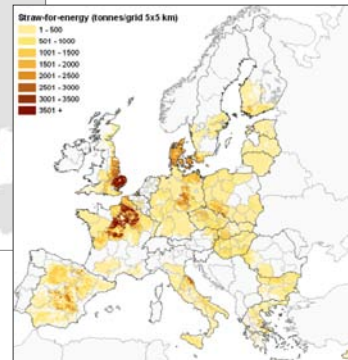 Straw-for-energy (tonnes/grid 5x5 km)
1 - 500
501 - 1000
1001 - 1500
1501 - 2000
2001 - 2500
2501 - 3000
3001 - 3500
3501 +